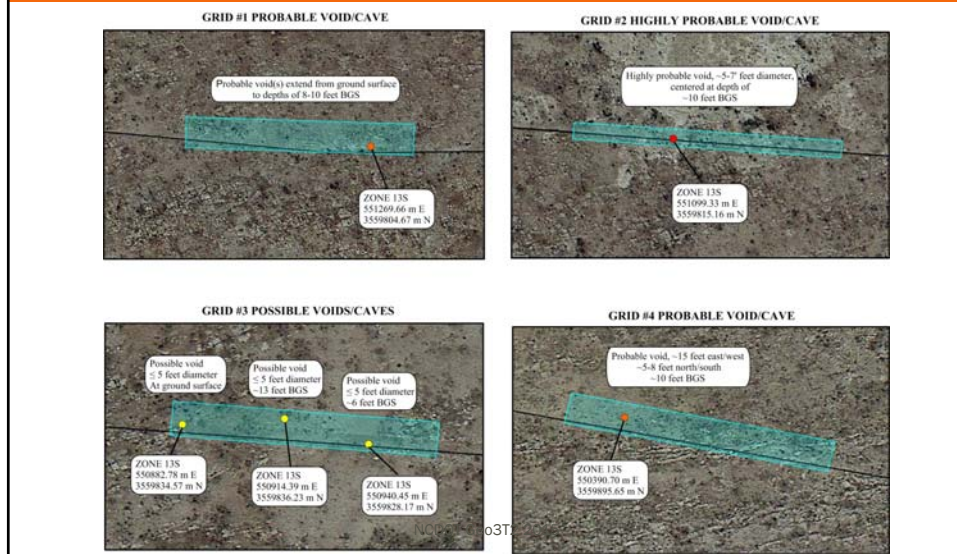 GRID #1 PROBABLE VOID/CAVE
Probable void(s) extend from ground surface
to depths of 8-10 feet BGS
ZONE 13S
551269.66 m E
3559804.67 m N
GRID #2 HIGHLY PROBABLE VOID/CAVE
Highly probable void, ~5-7' feet diameter,
centered at depth of
~10 feet BGS
ZONE 13S
551099.33 m E
3559815.16 m N
GRID #3 POSSIBLE VOIDS/CAVES
Possible void
≤ 5 feet diameter
At ground surface
Possible void
≤ 5 feet diameter
~13 feet BGS
Possible void
≤ 5 feet diameter
~6 feet BGS
ZONE 13S
550882.78 m E
3559834.57 m N
ZONE 13S
550914.39 m E
3559836.23 m N
ZONE 13S
550940.45 m E
3559828.17 m N
GRID #4 PROBABLE VOID/CAVE
Probable void, ~15 feet east/west
~5-8 feet north/south
~10 feet BGS
ZONE 13S
550390.70 m E
3559895.65 m N